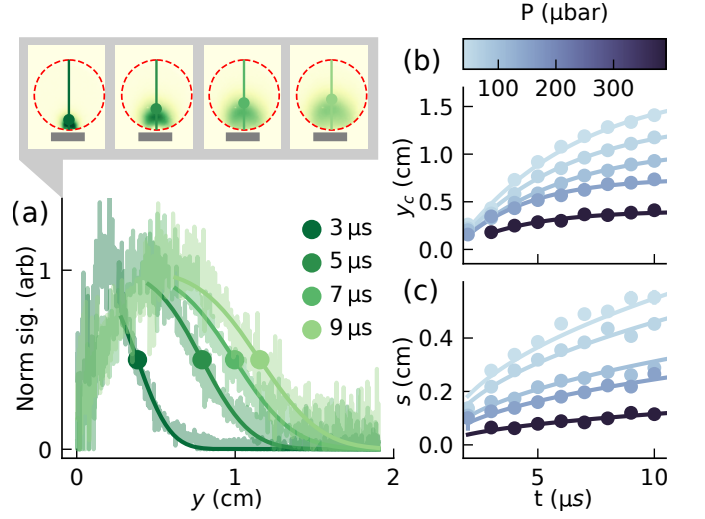 P (μbar)
100 200 300
(b)
1.5
1.0
0.5
0.0
y_c (cm)
(a)
3 μs
5 μs
7 μs
9 μs
1
0
Norm sig. (arb)
0 1 2
y (cm)
(c)
0.4
0.2
0.0
s (cm)
5 10
t (μs)